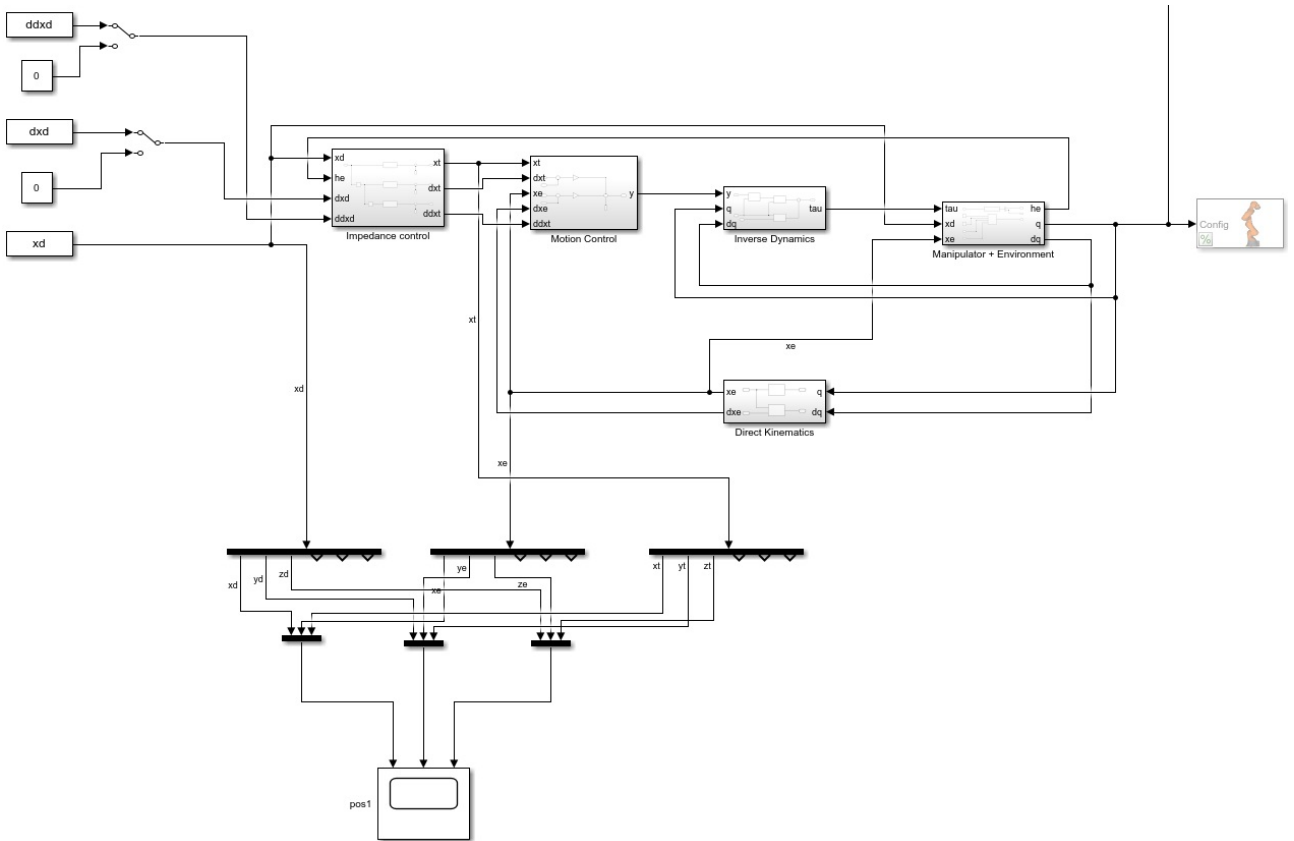 ddxd
0
dxd
0
xd
xd
he
dxd
ddxd
xt
dxt
ddxt
Impedance control
xt
dxt
xe
dxe
ddxt
y
Motion Control
y
q
dq
tau
Inverse Dynamics
tau
xd
xe
he
q
dq
Manipulator + Environment
Config
%
xt
xe
xd
xe
dxe
q
dq
Direct Kinematics
xe
xd
yd
zd
xe
ye
ze
xt
yt
zt
pos1